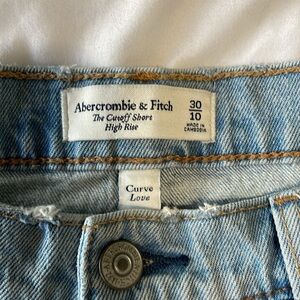 Abercrombie & Fitch
The Cutoff Short
High Rise
30
10
MADE IN
CAMBODIA
Curve
Love